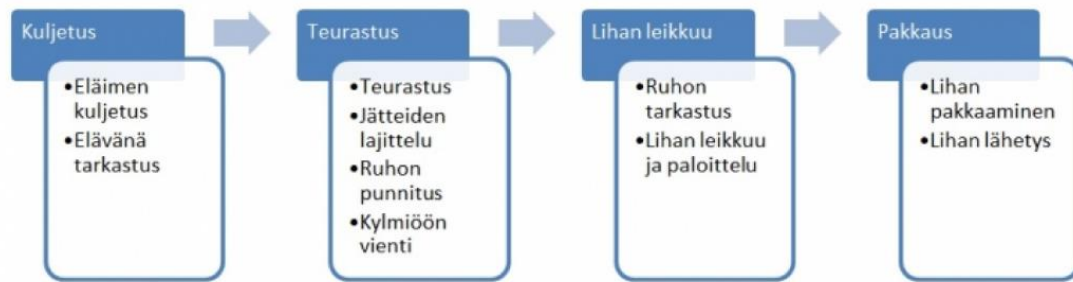 Kuljetus
•Eläimen
kuljetus
•Elävänä
tarkastus
Teurastus
•Teurastus
•Jätteiden
lajittelu
•Ruhon
punnitus
•Kylmiöön
vienti
Lihan leikkuu
•Ruhon
tarkastus
•Lihan leikkuu
ja paloittelu
Pakkaus
•Lihan
pakkaaminen
•Lihan lähetys